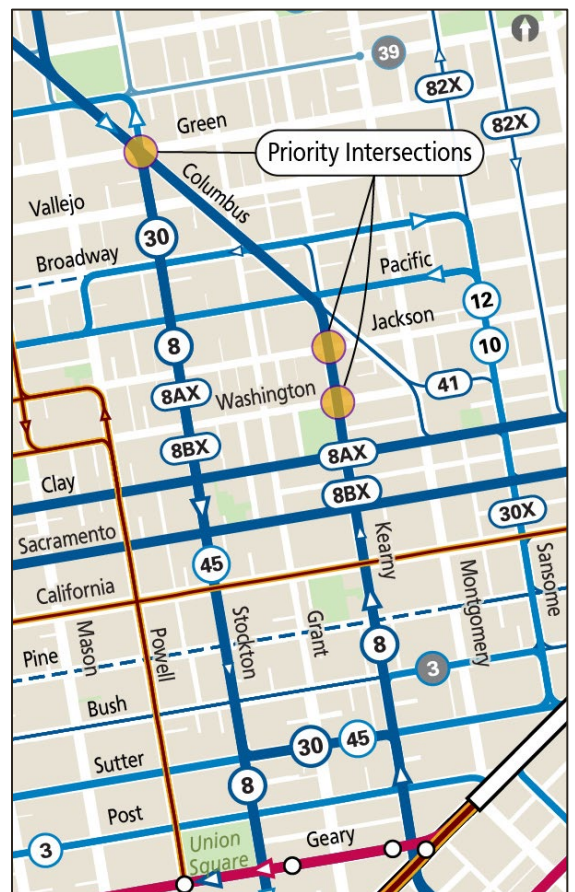 39
82X
82X
Green
Priority Intersections
Columbus
Vallejo
30
Broadway
Pacific
12
Jackson
8
10
8AX
Washington
41
8BX
8AX
Clay
8BX
30X
Sacramento
Kearny
45
California
Sansome
Montgomery
Grant
Stockton
Mason
Powell
8
Pine
3
Bush
30
45
Sutter
8
Post
Geary
Union
Square
3